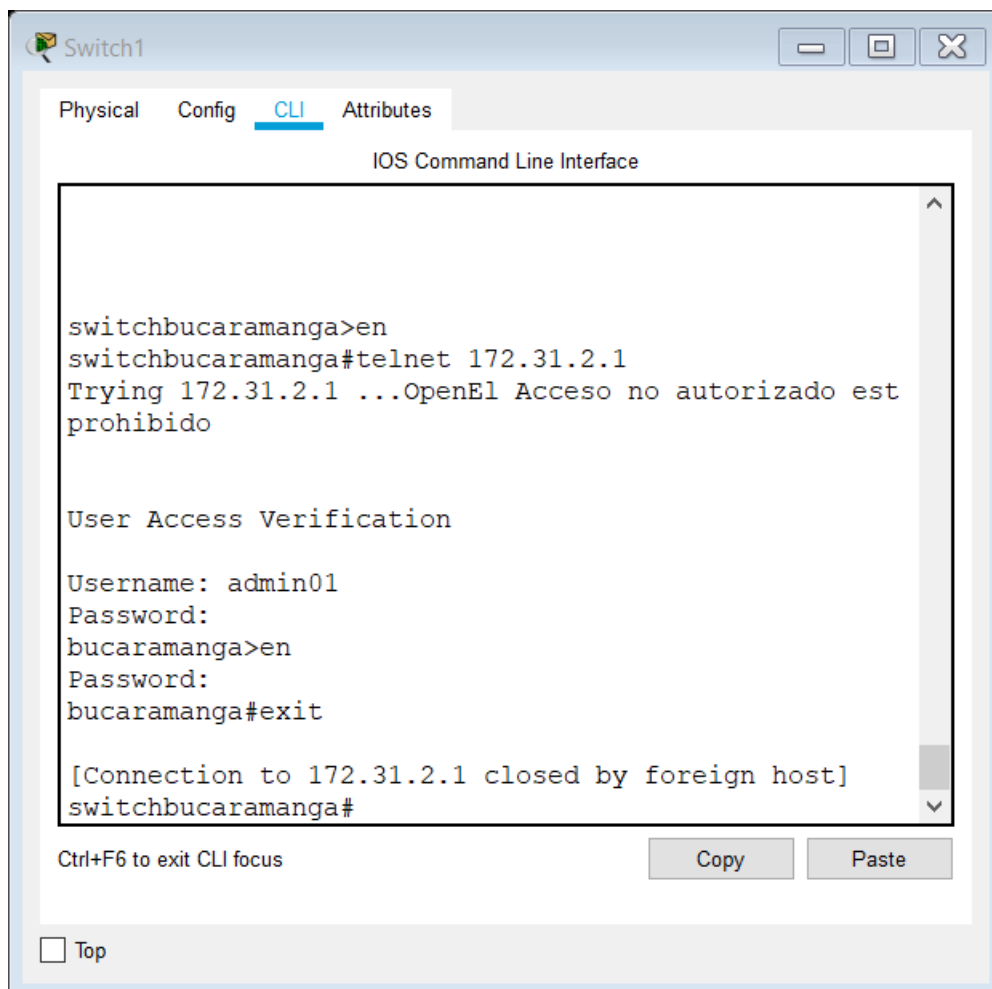 Switch1
Physical Config CLI Attributes
IOS Command Line Interface
switchbucaramanga>en
switchbucaramanga#telnet 172.31.2.1
Trying 172.31.2.1 ...OpenEl Acceso no autorizado est
prohibido
User Access Verification
Username: admin01
Password:
bucaramanga>en
Password:
bucaramanga#exit
[Connection to 172.31.2.1 closed by foreign host]
switchbucaramanga#
Ctrl+F6 to exit CLI focus Copy Paste
Top